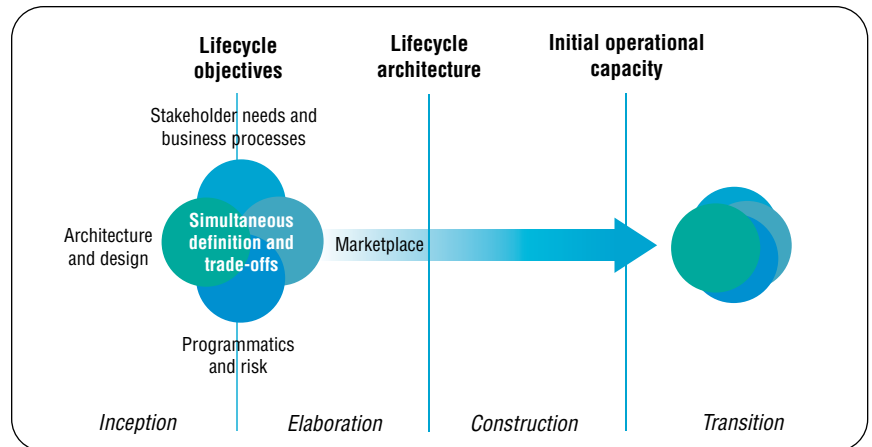 Lifecycle
objectives
Lifecycle
architecture
Initial operational
capacity
Stakeholder needs and
business processes
Architecture
and design
Simultaneous
definition and
trade-offs
Marketplace
Programmatics
and risk
Inception
Elaboration
Construction
Transition